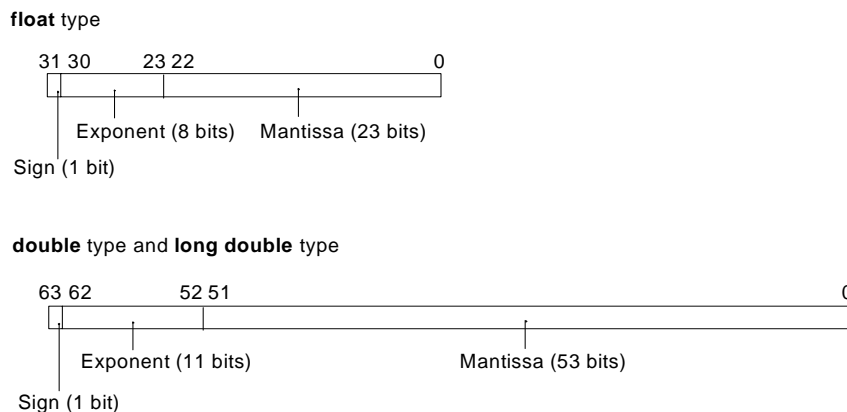 float type
31 30 23 22 0
Exponent (8 bits) Mantissa (23 bits)
Sign (1 bit)
double type and long double type
63 62 52 51 0
Exponent (11 bits) Mantissa (53 bits)
Sign (1 bit)